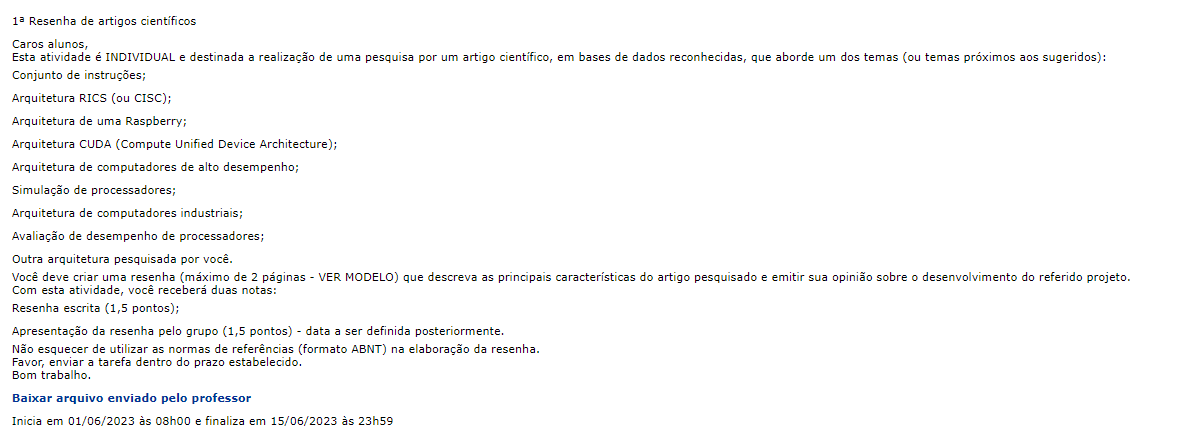 1ª Resenha de artigos científicos
Caros alunos,
Esta atividade é INDIVIDUAL e destinada a realização de uma pesquisa por um artigo científico, em bases de dados reconhecidas, que aborde um dos temas (ou temas próximos aos sugeridos):
Conjunto de instruções;
Arquitetura RICS (ou CISC);
Arquitetura de uma Raspberry;
Arquitetura CUDA (Compute Unified Device Architecture);
Arquitetura de computadores de alto desempenho;
Simulação de processadores;
Arquitetura de computadores industriais;
Avaliação de desempenho de processadores;
Outra arquitetura pesquisada por você.
Você deve criar uma resenha (máximo de 2 páginas - VER MODELO) que descreva as principais características do artigo pesquisado e emitir sua opinião sobre o desenvolvimento do referido projeto.
Com esta atividade, você receberá duas notas:
Resenha escrita (1,5 pontos);
Apresentação da resenha pelo grupo (1,5 pontos) - data a ser definida posteriormente.
Não esquecer de utilizar as normas de referências (formato ABNT) na elaboração da resenha.
Favor, enviar a tarefa dentro do prazo estabelecido.
Bom trabalho.
Baixar arquivo enviado pelo professor
Inicia em 01/06/2023 às 08h00 e finaliza em 15/06/2023 às 23h59